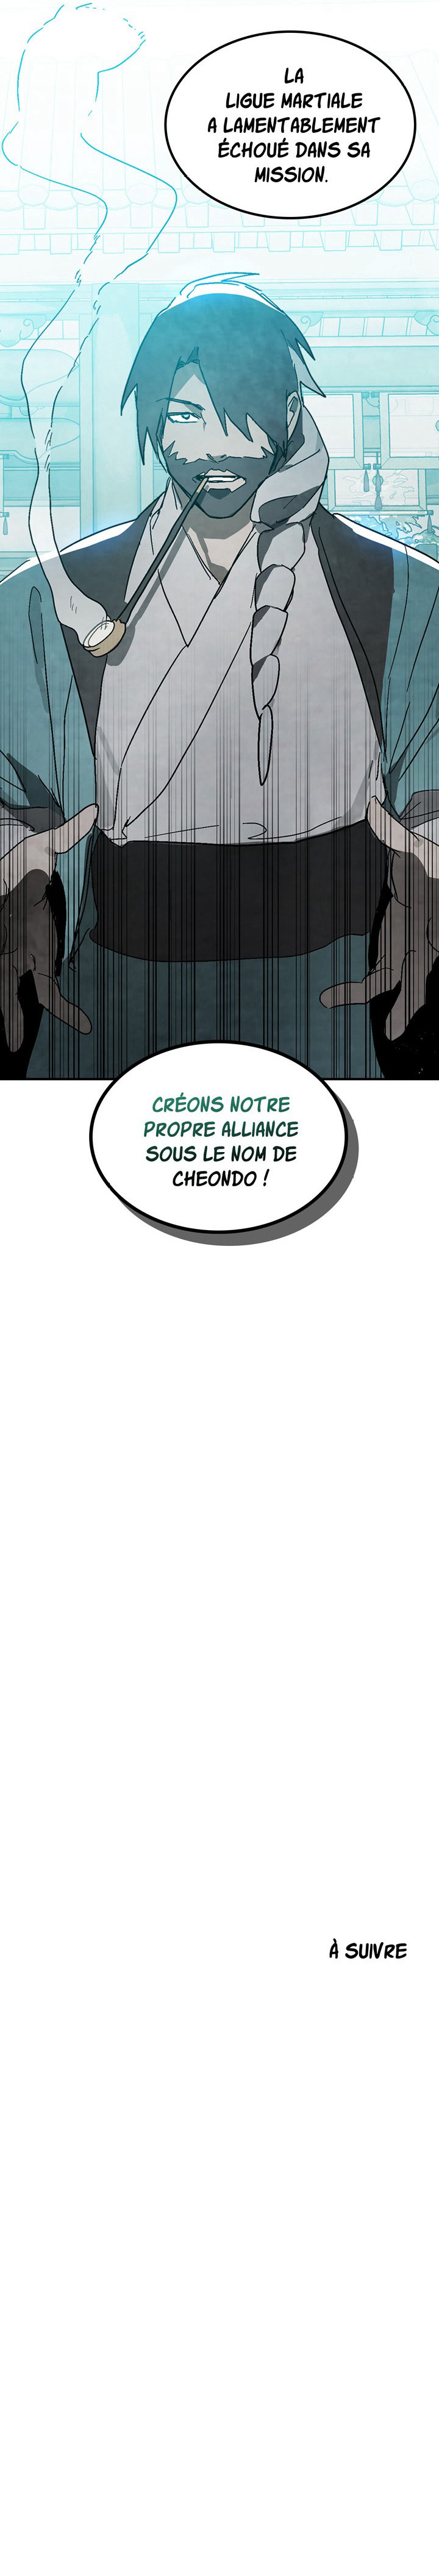 LA
LIGUE MARTIALE
A LAMENTABLEMENT
ÉCHOUÉ DANS SA
MISSION.
CRÉONS NOTRE
PROPRE ALLIANCE
SOUS LE NOM DE
CHEONDO !
À SUIVRE